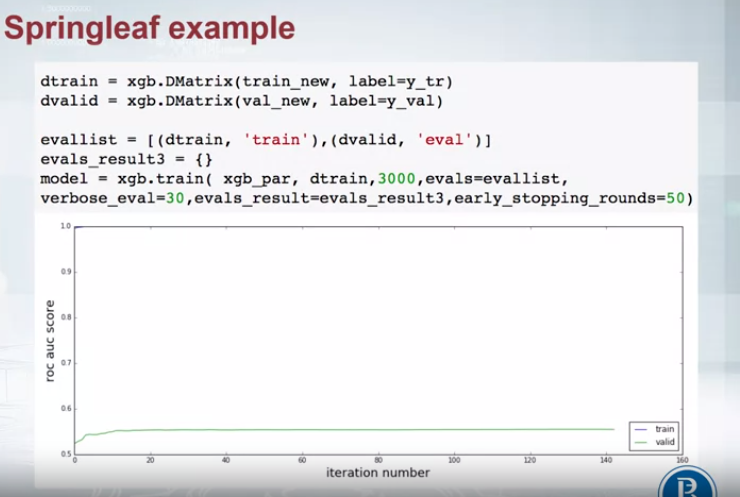 Springleaf example
dtrain = xgb.DMatrix(train_new, label=y_tr)
dvalid = xgb.DMatrix(val_new, label=y_val)
evallist = [(dtrain, 'train'),(dvalid, 'eval')]
evals_result3 = {}
model = xgb.train( xgb_par, dtrain,3000,evals=evallist,
verbose_eval=30,evals_result=evals_result3,early_stopping_rounds=50)
1.0
0.9
0.8
0.7
0.6
0.5
roc auc score
train
valid
0 20 40 60 80 100 120 140 160
iteration number